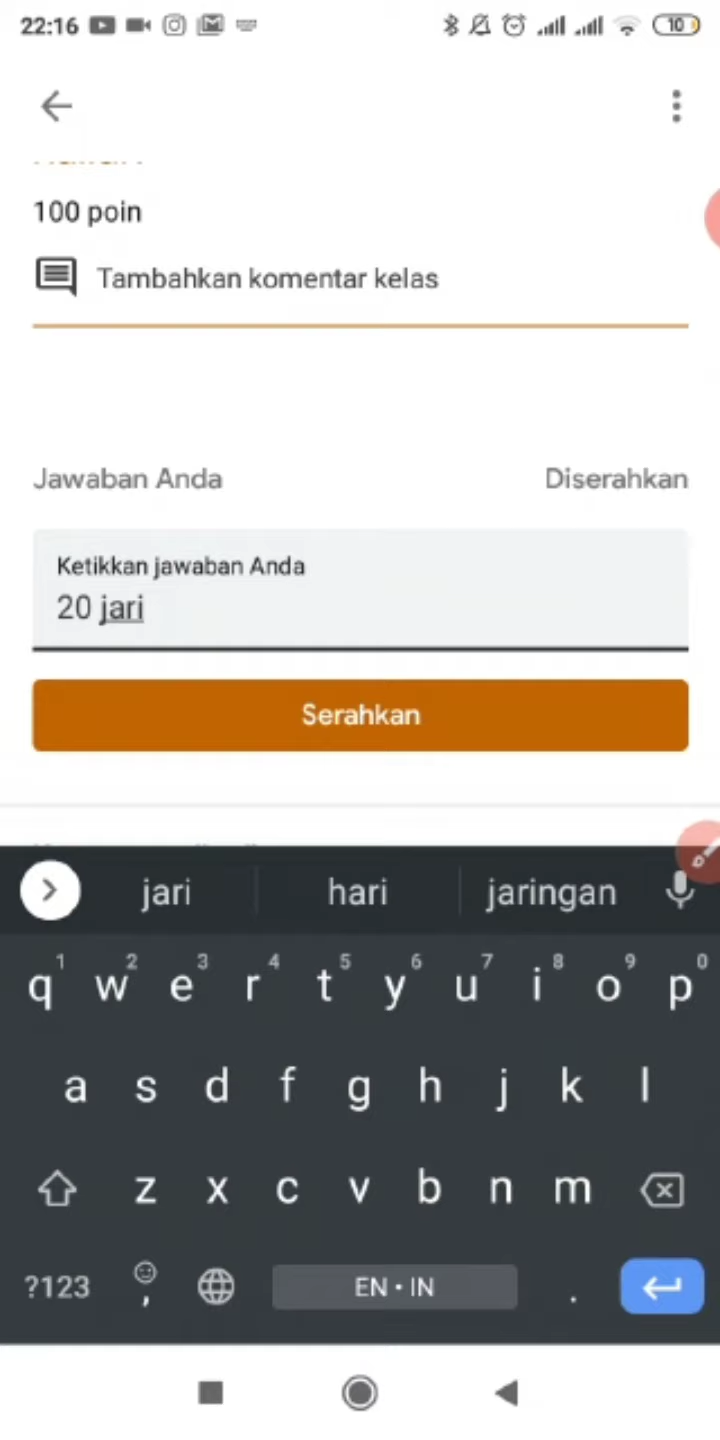 22:16
10
100 poin
Tambahkan komentar kelas
Jawaban Anda
Diserahkan
Ketikkan jawaban Anda
20 jari
Serahkan
jari hari jaringan
1 2 3 4 5 6 7 8 9 0
q w e r t y u i o p
a s d f g h j k l
z x c v b n m
?123 , EN • IN .